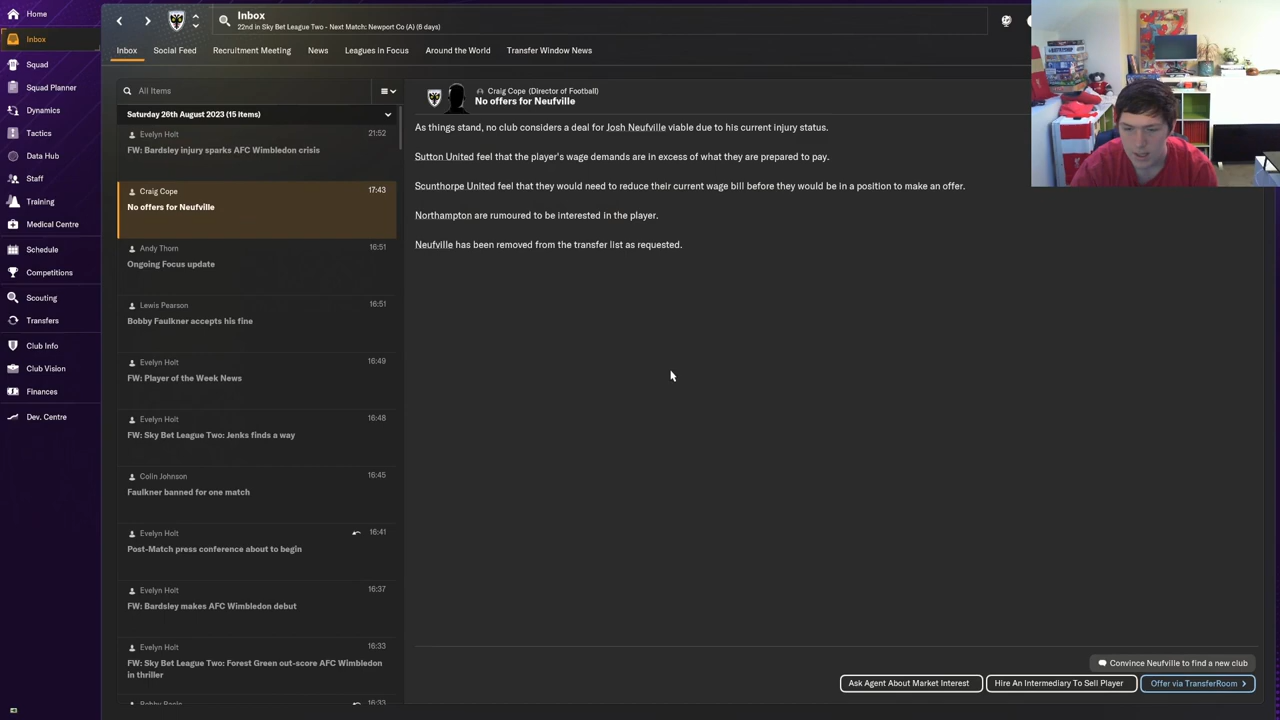 Home
Inbox
Squad
Squad Planner
Dynamics
Tactics
Data Hub
Staff
Training
Medical Centre
Schedule
Competitions
Scouting
Transfers
Club Info
Club Vision
Finances
Dev. Centre
Inbox
22nd in Sky Bet League Two - Next Match: Newport Co (A) (6 days)
Inbox Social Feed Recruitment Meeting News Leagues in Focus Around the World Transfer Window News
All Items
Saturday 26th August 2023 (15 Items)
Evelyn Holt 21:52
FW: Bardsley injury sparks AFC Wimbledon crisis
Craig Cope 17:43
No offers for Neufville
Andy Thorn 16:51
Ongoing Focus update
Lewis Pearson 16:51
Bobby Faulkner accepts his fine
Evelyn Holt 16:49
FW: Player of the Week News
Evelyn Holt 16:48
FW: Sky Bet League Two: Jenks finds a way
Colin Johnson 16:45
Faulkner banned for one match
Evelyn Holt 16:41
Post-Match press conference about to begin
Evelyn Holt 16:37
FW: Bardsley makes AFC Wimbledon debut
Evelyn Holt 16:33
FW: Sky Bet League Two: Forest Green out-score AFC Wimbledon
in thriller
16:33
Craig Cope (Director of Football)
No offers for Neufville
As things stand, no club considers a deal for Josh Neufville viable due to his current injury status.
Sutton United feel that the player's wage demands are in excess of what they are prepared to pay.
Scunthorpe United feel that they would need to reduce their current wage bill before they would be in a position to make an offer.
Northampton are rumoured to be interested in the player.
Neufville has been removed from the transfer list as requested.
Convince Neufville to find a new club
Ask Agent About Market Interest Hire An Intermediary To Sell Player Offer via TransferRoom